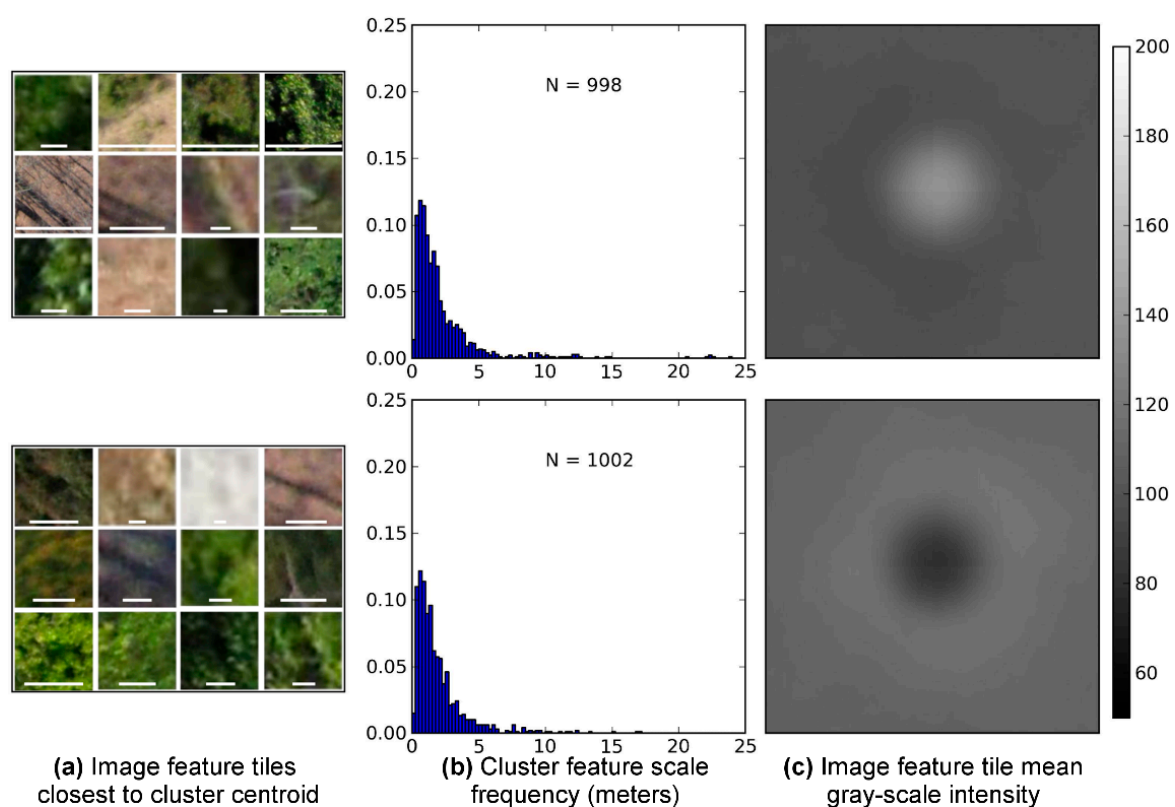 0.25
0.20
0.15
0.10
0.05
0.00
N = 998
0 5 10 15 20 25
0.25
0.20
0.15
0.10
0.05
0.00
N = 1002
0 5 10 15 20 25
200
180
160
140
120
100
80
60
(a) Image feature tiles
closest to cluster centroid
(b) Cluster feature scale
frequency (meters)
(c) Image feature tile mean
gray-scale intensity